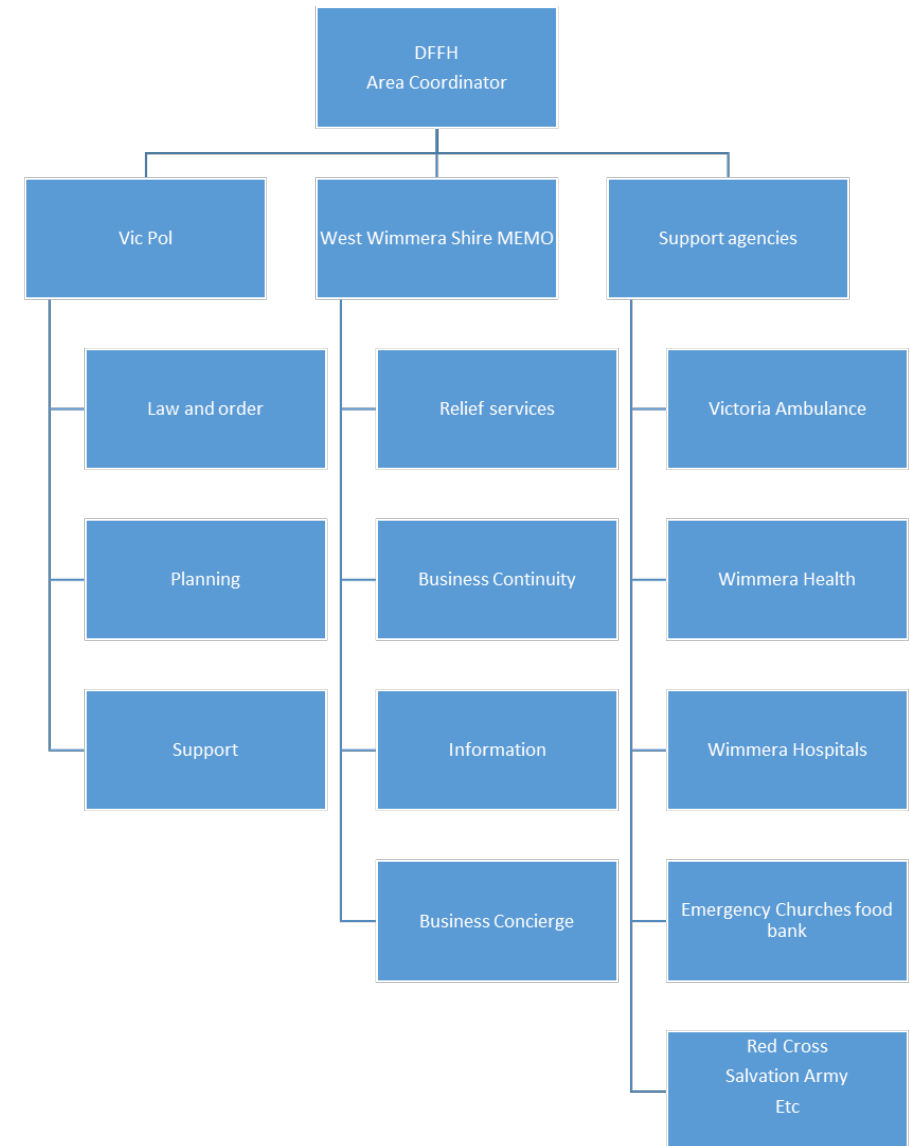 DFFH
Area Coordinator
Vic Pol
West Wimmera Shire MEMO
Support agencies
Law and order
Relief services
Victoria Ambulance
Planning
Business Continuity
Wimmera Health
Support
Information
Wimmera Hospitals
Business Concierge
Emergency Churches food
bank
Red Cross
Salvation Army
Etc